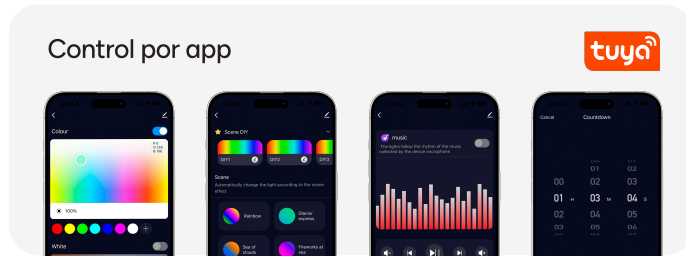 Control por app
tuya
Colour
100%
White
Scene DIY
DIY1
DIY2
DIY3
Scene
Automatically change the light according to the scene
effect.
Rainbow
Glacier
express
Sea of
clouds
Fireworks at
sea
music
The lights follow the rhythm of the music
collected by the device microphone
Cancel
Countdown
01 02
00 02 03
01 H 03 M 04 S
02 04 05
03 05 06